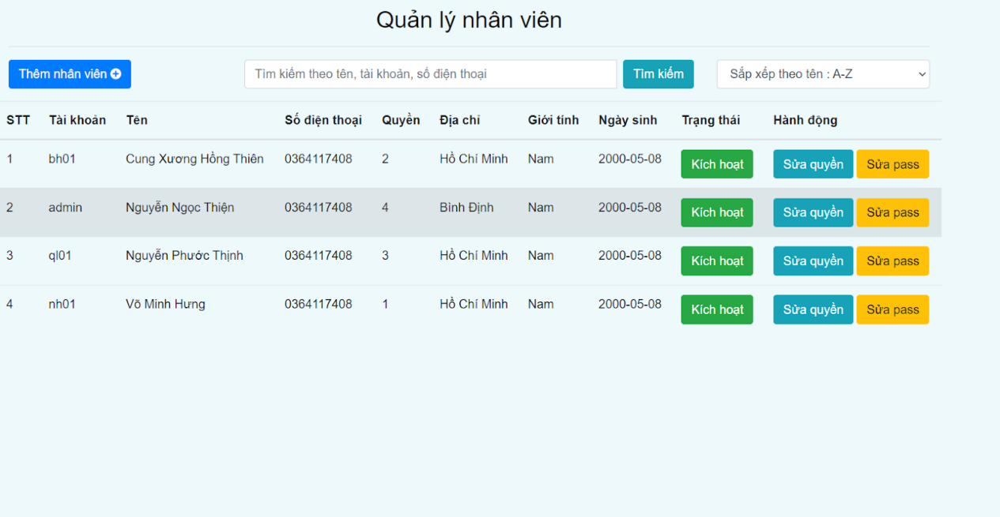 Quản lý nhân viên
Thêm nhân viên Tìm kiếm theo tên, tài khoản, số điện thoại Tìm kiếm Sắp xếp theo tên : A-Z
STT Tài khoản Tên Số điện thoại Quyền Địa chỉ Giới tính Ngày sinh Trạng thái Hành động
1 bh01 Cung Xương Hồng Thiên 0364117408 2 Hồ Chí Minh Nam 2000-05-08 Kích hoạt Sửa quyền Sửa pass
2 admin Nguyễn Ngọc Thiện 0364117408 4 Bình Định Nam 2000-05-08 Kích hoạt Sửa quyền Sửa pass
3 ql01 Nguyễn Phước Thịnh 0364117408 3 Hồ Chí Minh Nam 2000-05-08 Kích hoạt Sửa quyền Sửa pass
4 nh01 Võ Minh Hưng 0364117408 1 Hồ Chí Minh Nam 2000-05-08 Kích hoạt Sửa quyền Sửa pass